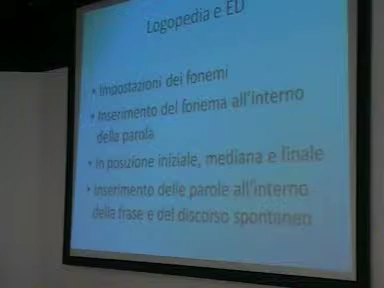 Logopedia e ED
• Impostazioni dei fonemi
• Inserimento del fonema all'interno
della parola
• In posizione iniziale, mediana e finale
• Inserimento delle parole all'interno
della frase e del discorso spontaneo